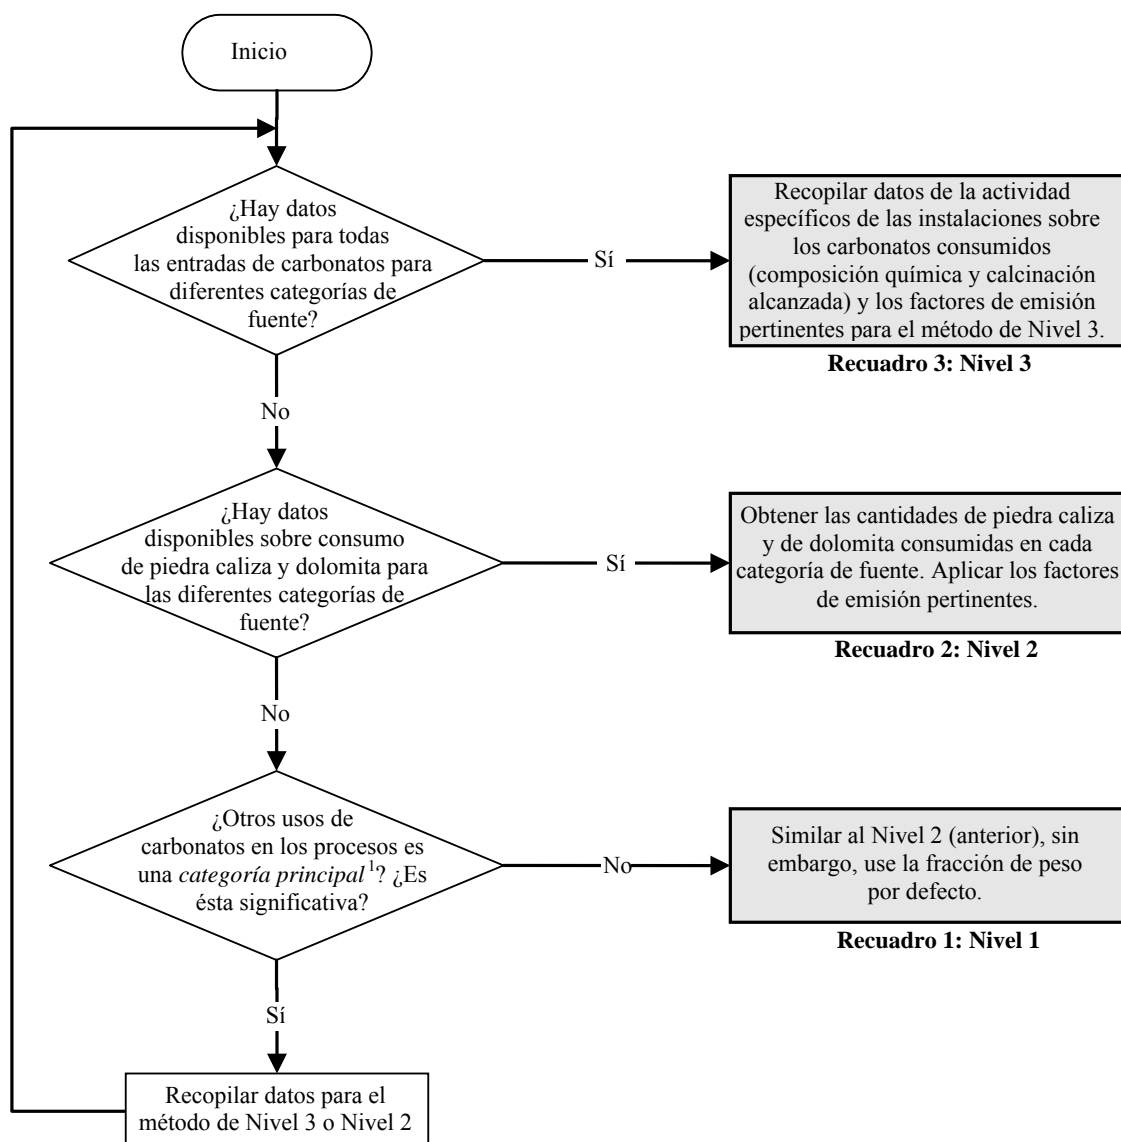 Inicio
¿Hay datos
disponibles para todas
las entradas de carbonatos para
diferentes categorías de
fuente?
Sí
Recopilar datos de la actividad
específicos de las instalaciones sobre
los carbonatos consumidos
(composición química y calcinación
alcanzada) y los factores de emisión
pertinentes para el método de Nivel 3.
Recuadro 3: Nivel 3
No
¿Hay datos
disponibles sobre consumo
de piedra caliza y dolomita para
las diferentes categorías de
fuente?
Sí
Obtener las cantidades de piedra caliza
y de dolomita consumidas en cada
categoría de fuente. Aplicar los factores
de emisión pertinentes.
Recuadro 2: Nivel 2
No
¿Otros usos de
carbonatos en los procesos es
una categoría principal¹? ¿Es
ésta significativa?
No
Similar al Nivel 2 (anterior), sin
embargo, use la fracción de peso
por defecto.
Recuadro 1: Nivel 1
Sí
Recopilar datos para el
método de Nivel 3 o Nivel 2